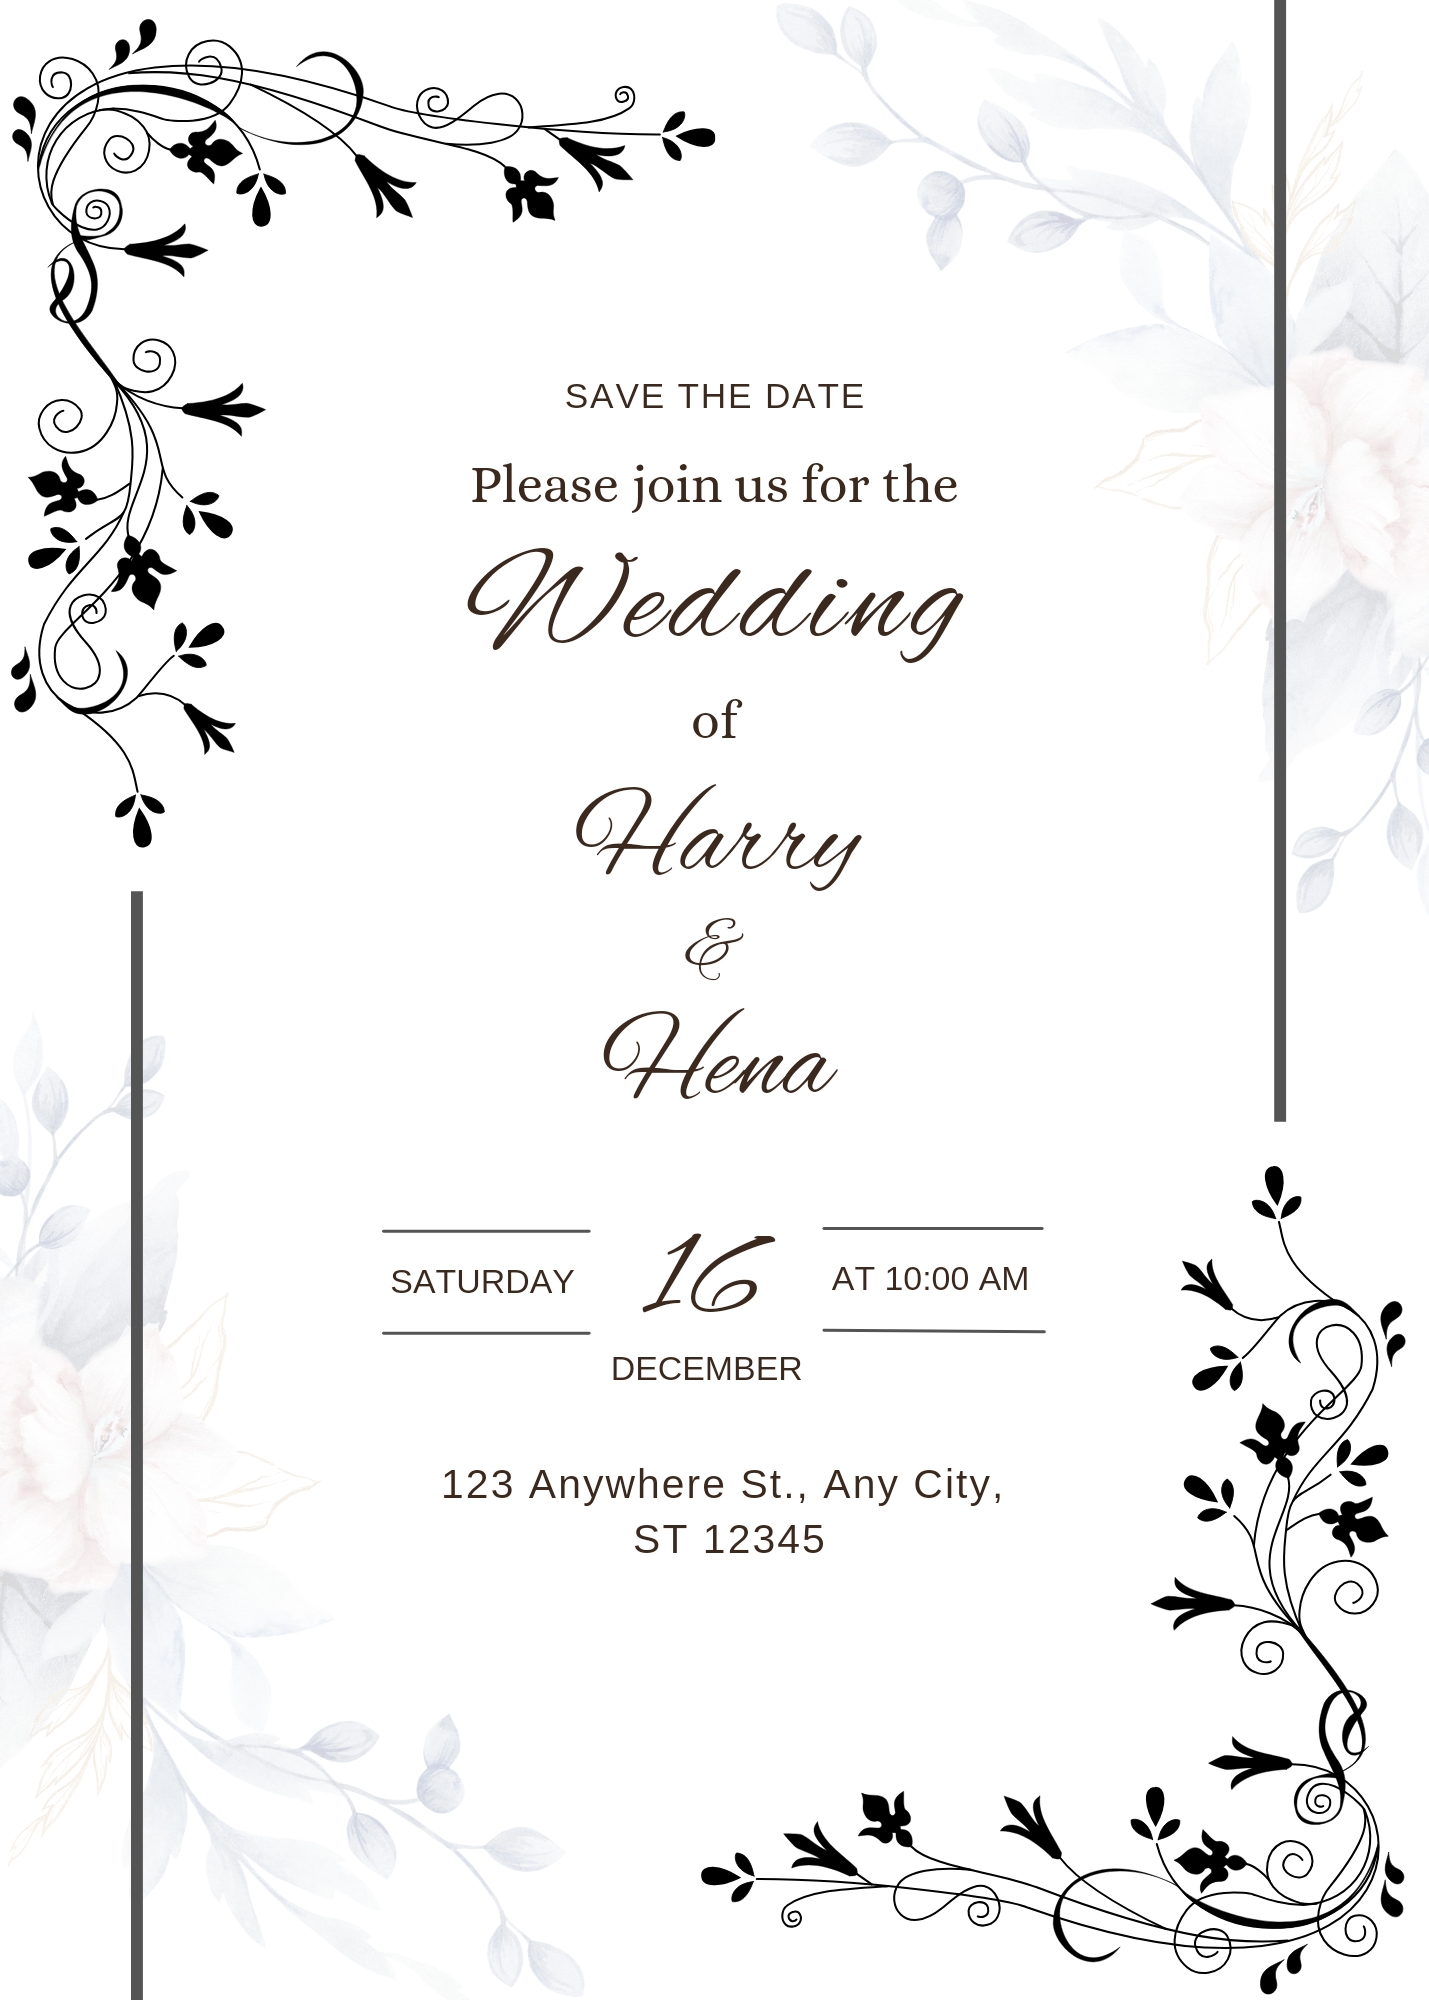 SAVE THE DATE
Please join us for the
Wedding
of
Harry
&
Hena
SATURDAY
16
AT 10:00 AM
DECEMBER
123 Anywhere St., Any City,
ST 12345